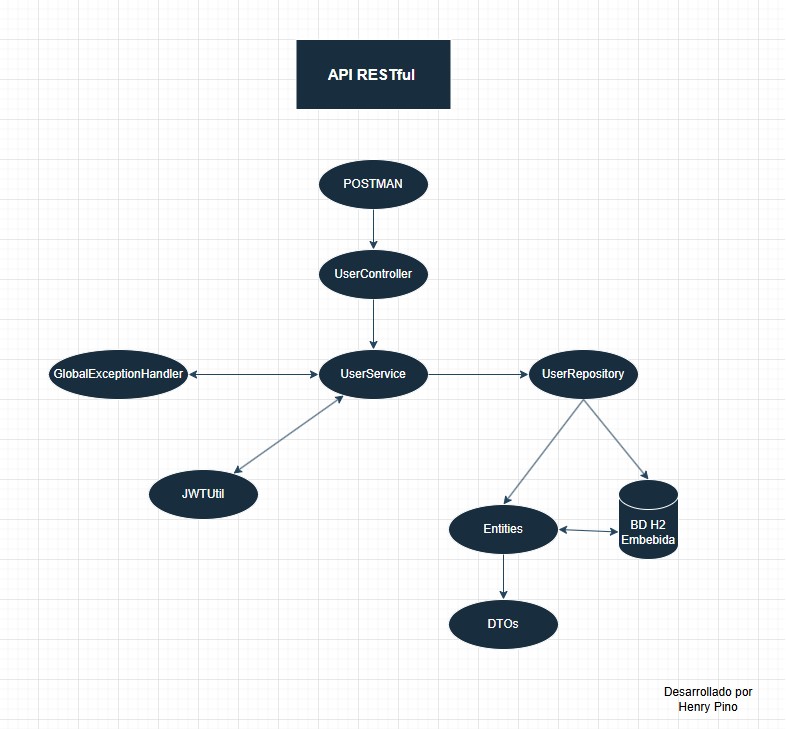 API RESTful
POSTMAN
UserController
GlobalExceptionHandler
UserService
UserRepository
JWTUtil
Entities
BD H2
Embebida
DTOs
Desarrollado por
Henry Pino